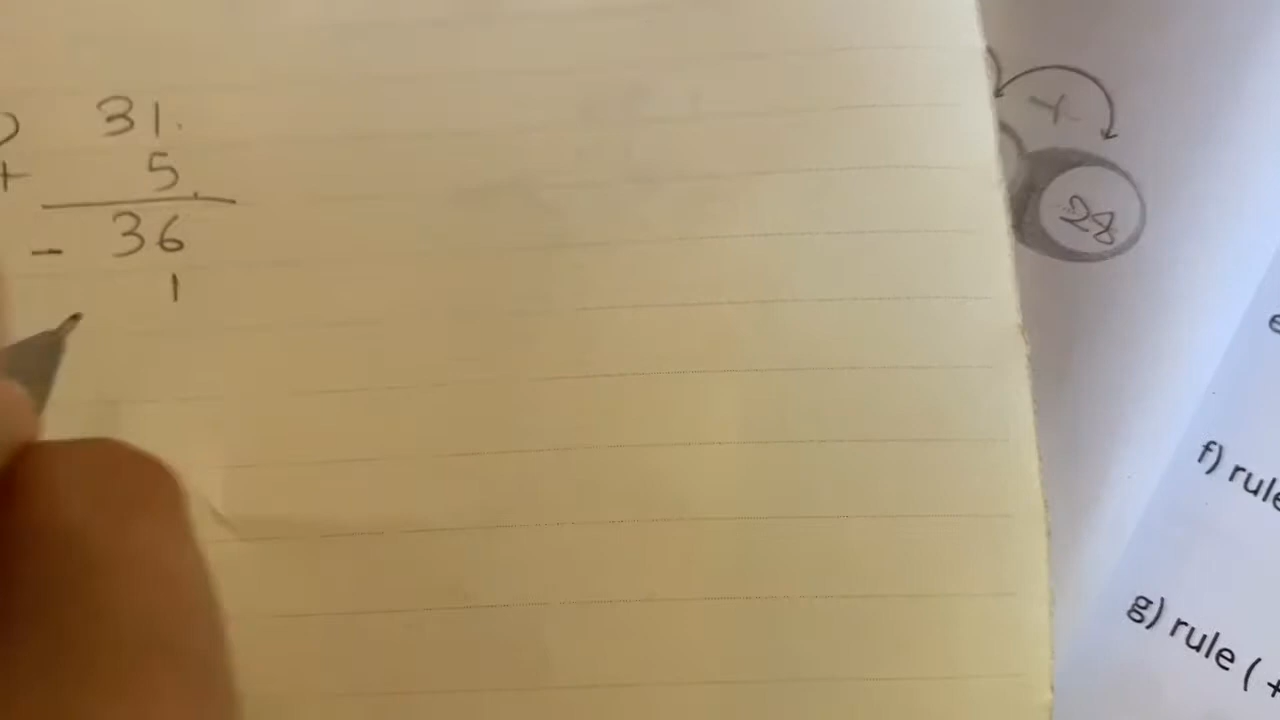 31.
+ 5.
- 36
1
28
f) rule
g) rule ( +